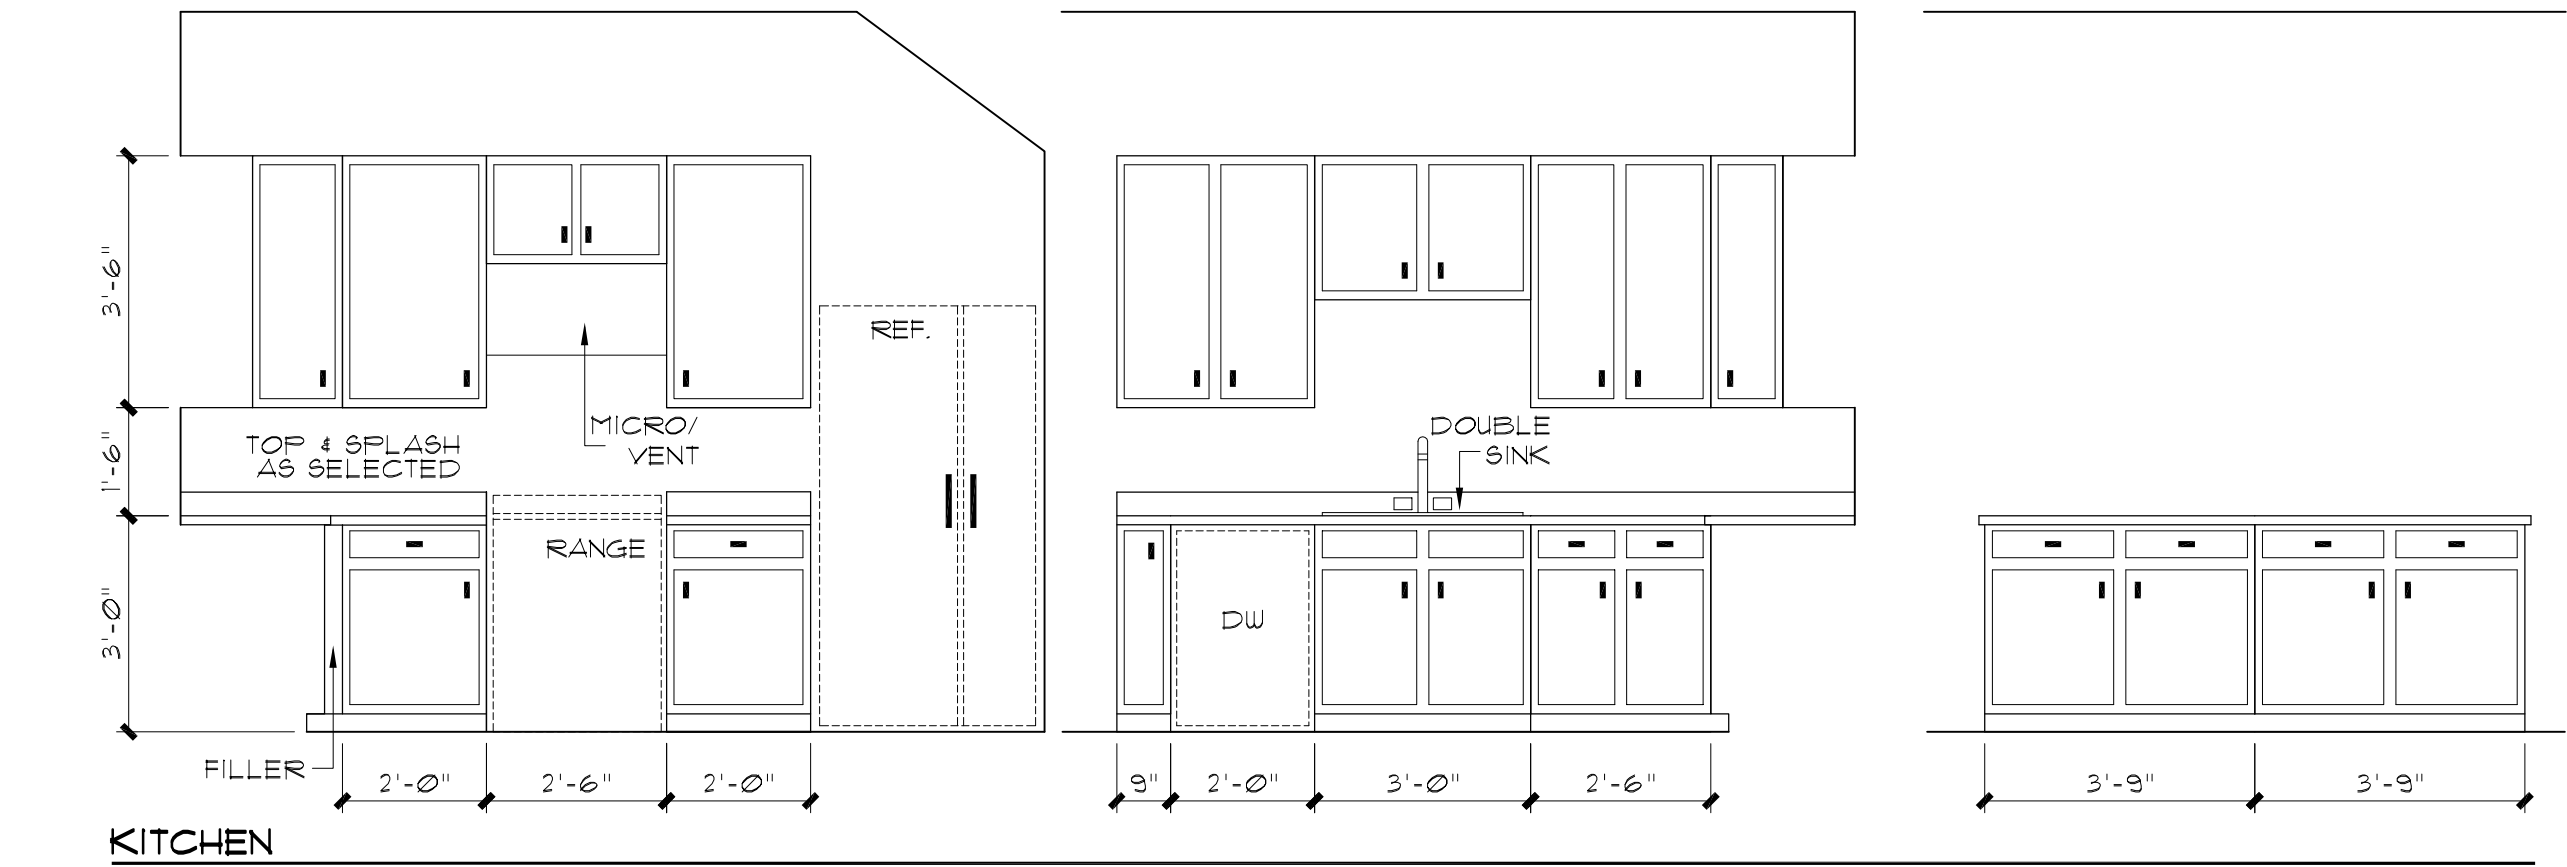 3'-6"
1'-6"
3'-0"
TOP & SPLASH
AS SELECTED
MICRO/
VENT
REF.
RANGE
FILLER
2'-0"
2'-6"
2'-0"
DOUBLE
SINK
DW
9"
2'-0"
3'-0"
2'-6"
3'-9"
3'-9"
KITCHEN